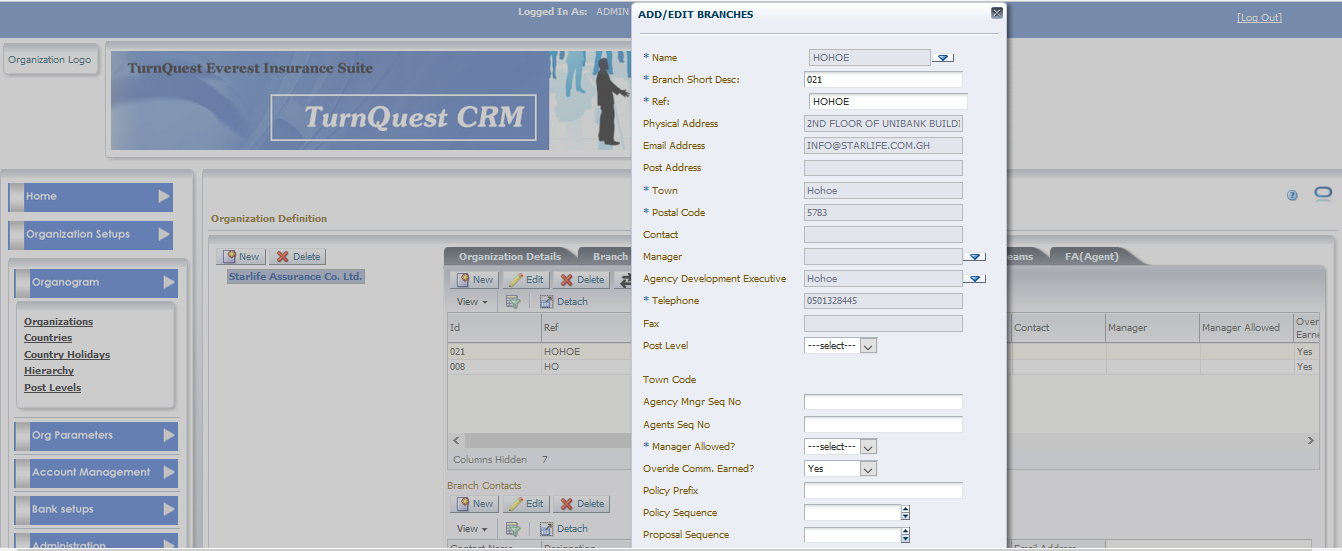 Logged In As: ADMIN
[Log Out]
Organization Logo
TurnQuest Everest Insurance Suite
TurnQuest CRM
Home
Organization Setups
Organogram
Organizations
Countries
Country Holidays
Hierarchy
Post Levels
Org Parameters
Account Management
Bank setups
Administration
Organization Definition
New Delete
Starlife Assurance Co. Ltd.
Organization Details Branch
FA(Agent)
New Edit Delete
View Detach
Id Ref Contact Manager Manager Allowed Over
021 HOHOE Yes
008 HO Yes
Columns Hidden 7
Branch Contacts
New Edit Delete
View Detach
Contact Name Designation Email Address
ADD/EDIT BRANCHES
* Name HOHOE
* Branch Short Desc: 021
* Ref: HOHOE
Physical Address 2ND FLOOR OF UNIBANK BUILDI
Email Address INFO@STARLIFE.COM.GH
Post Address
* Town Hohoe
* Postal Code 5783
Contact
Manager
Agency Development Executive Hohoe
* Telephone 0501328445
Fax
Post Level ---select---
Town Code
Agency Mngr Seq No
Agents Seq No
* Manager Allowed? ---select---
Overide Comm. Earned? Yes
Policy Prefix
Policy Sequence
Proposal Sequence